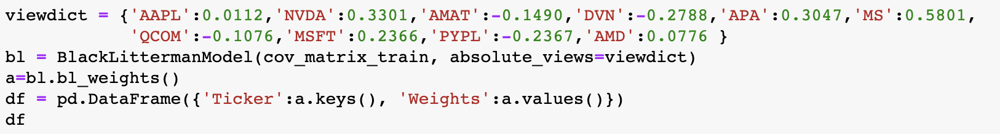 viewdict = {'AAPL':0.0112,'NVDA':0.3301,'AMAT':-0.1490,'DVN':-0.2788,'APA':0.3047,'MS':0.5801,
'QCOM':-0.1076,'MSFT':0.2366,'PYPL':-0.2367,'AMD':0.0776 }
bl = BlackLittermanModel(cov_matrix_train, absolute_views=viewdict)
a=bl.bl_weights()
df = pd.DataFrame({'Ticker':a.keys(), 'Weights':a.values()})
df